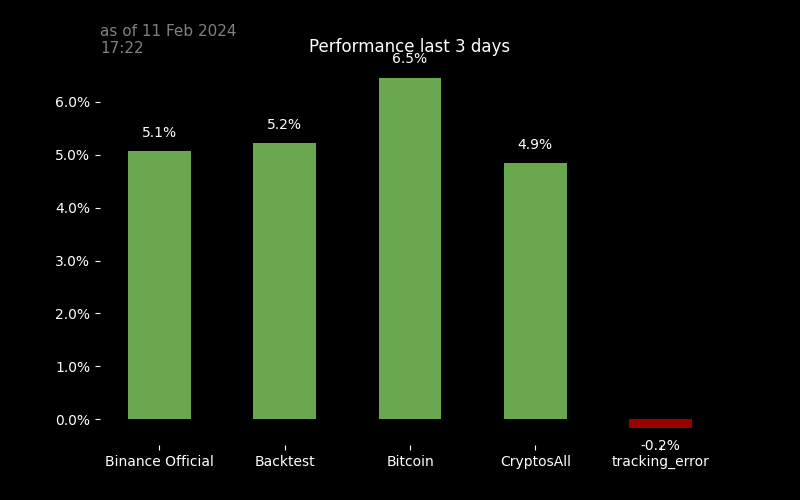 as of 11 Feb 2024
17:22
Performance last 3 days
6.5%
6.0%
5.2%
5.1%
4.9%
5.0%
4.0%
3.0%
2.0%
1.0%
0.0%
-0.2%
Binance Official
Backtest
Bitcoin
CryptosAll
tracking_error